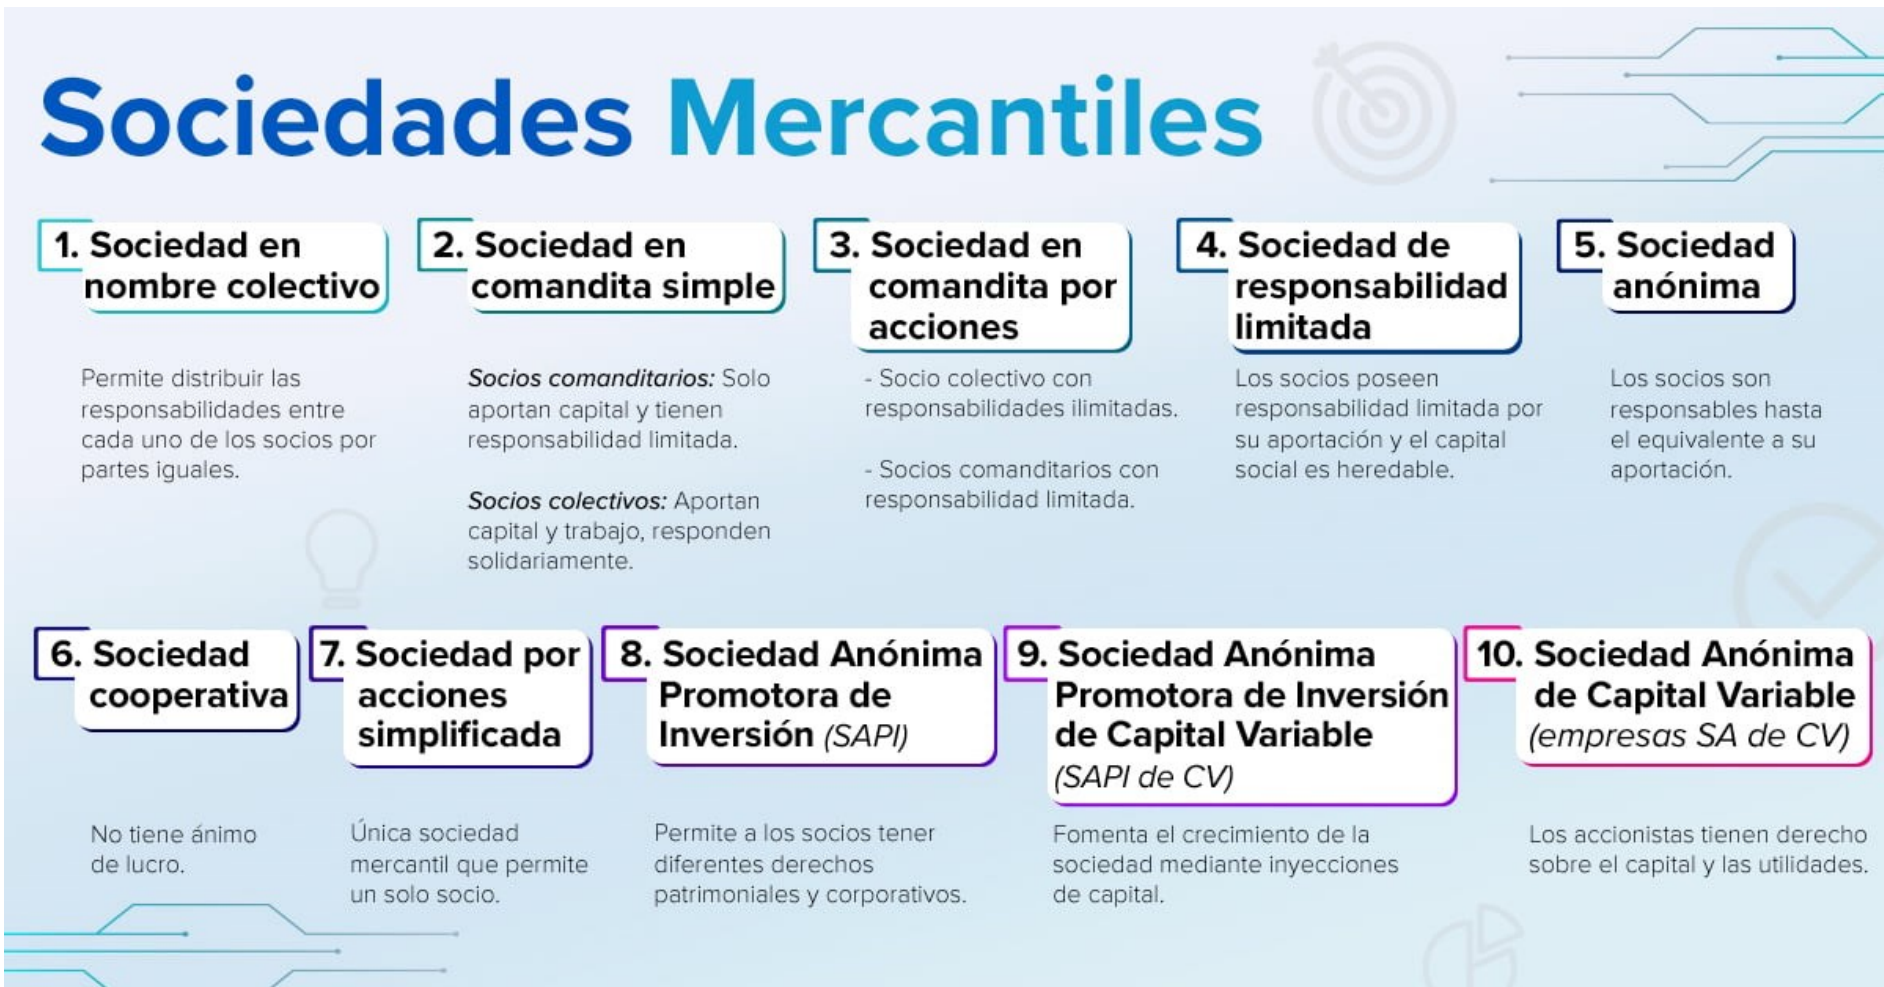 Sociedades Mercantiles
1. Sociedad en
nombre colectivo
Permite distribuir las
responsabilidades entre
cada uno de los socios por
partes iguales.
2. Sociedad en
comandita simple
Socios comanditarios: Solo
aportan capital y tienen
responsabilidad limitada.
Socios colectivos: Aportan
capital y trabajo, responden
solidariamente.
3. Sociedad en
comandita por
acciones
- Socio colectivo con
responsabilidades ilimitadas.
- Socios comanditarios con
responsabilidad limitada.
4. Sociedad de
responsabilidad
limitada
Los socios poseen
responsabilidad limitada por
su aportación y el capital
social es heredable.
5. Sociedad
anónima
Los socios son
responsables hasta
el equivalente a su
aportación.
6. Sociedad
cooperativa
No tiene ánimo
de lucro.
7. Sociedad por
acciones
simplificada
Única sociedad
mercantil que permite
un solo socio.
8. Sociedad Anónima
Promotora de
Inversión (SAPI)
Permite a los socios tener
diferentes derechos
patrimoniales y corporativos.
9. Sociedad Anónima
Promotora de Inversión
de Capital Variable
(SAPI de CV)
Fomenta el crecimiento de la
sociedad mediante inyecciones
de capital.
10. Sociedad Anónima
de Capital Variable
(empresas SA de CV)
Los accionistas tienen derecho
sobre el capital y las utilidades.